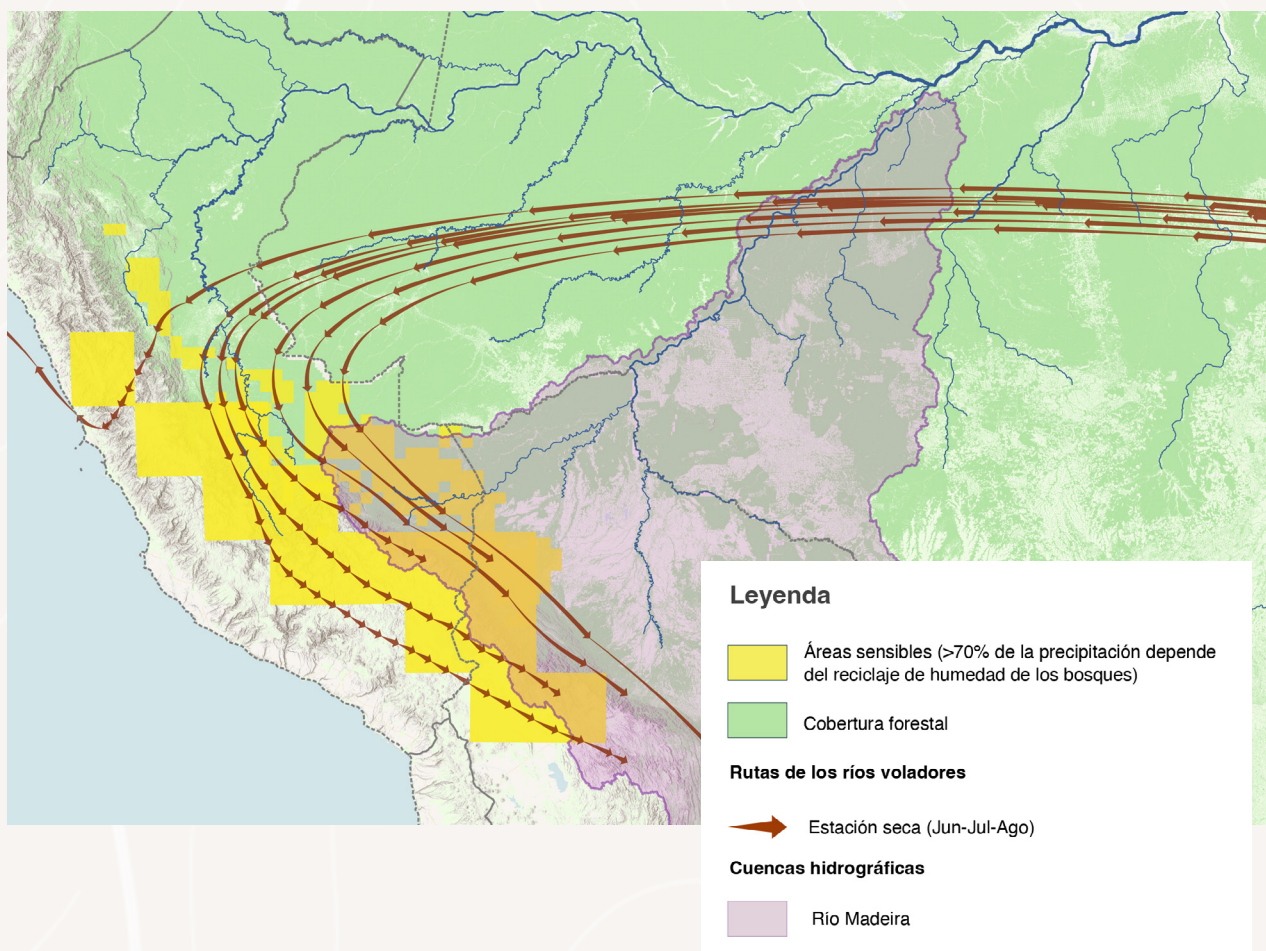 Leyenda
Áreas sensibles (>70% de la precipitación depende
del reciclaje de humedad de los bosques)
Cobertura forestal
Rutas de los ríos voladores
Estación seca (Jun-Jul-Ago)
Cuencas hidrográficas
Río Madeira